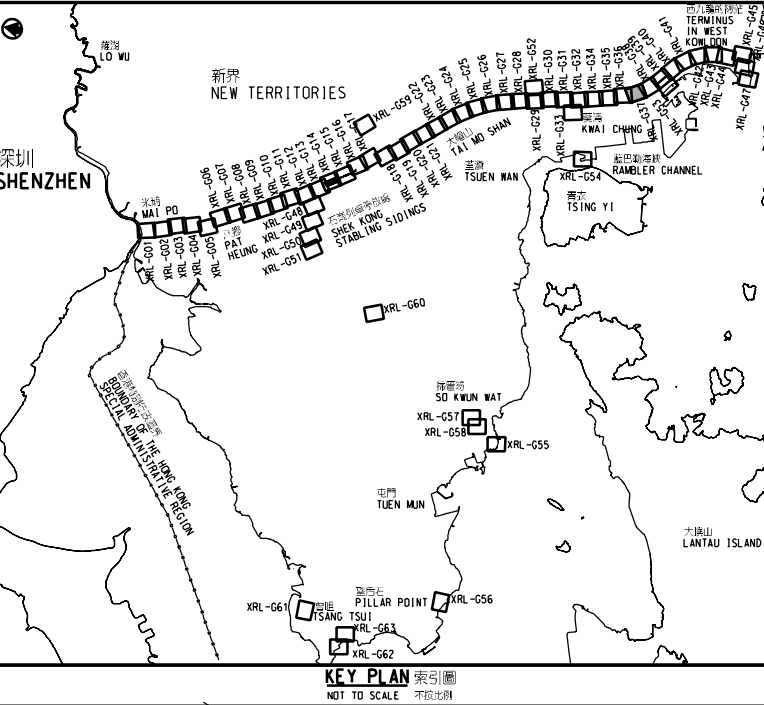 羅湖
LO WU
新界
NEW TERRITORIES
深圳
SHENZHEN
米埔
MAI PO
TERMINUS
IN WEST
KOWLOON
XRL-G01
XRL-G02
XRL-G03
XRL-G04
XRL-G05
XRL-G06
XRL-G07
XRL-G08
XRL-G09
XRL-G10
XRL-G11
XRL-G12
XRL-G13
XRL-G14
XRL-G15
XRL-G16
XRL-G59
XRL-G18
XRL-G19
XRL-G20
XRL-G21
XRL-G22
XRL-G23
XRL-G24
XRL-G25
XRL-G26
XRL-G27
XRL-G28
XRL-G52
XRL-G29
XRL-G30
XRL-G31
XRL-G32
XRL-G33
XRL-G34
XRL-G35
XRL-G36
XRL-G37
XRL-G40
XRL-G41
XRL-G43
XRL-G44
XRL-G45
XRL-G47
八鄉
PAT
HEUNG
XRL-G48
XRL-G49
XRL-G50
XRL-G51
SHEK KONG
STABLING SIDINGS
大帽山
TAI MO SHAN
荃灣
TSUEN WAN
葵涌
KWAI CHUNG
XRL-G54
藍巴勒海峽
RAMBLER CHANNEL
青衣
TSING YI
XRL-G60
香港特別行政區界
BOUNDARY OF THE HONG KONG
SPECIAL ADMINISTRATIVE REGION
掃管笏
SO KWUN WAT
XRL-G57
XRL-G58
XRL-G55
屯門
TUEN MUN
大嶼山
LANTAU ISLAND
望后石
PILLAR POINT
XRL-G56
XRL-G61
曾咀
TSANG TSUI
XRL-G63
XRL-G62
KEY PLAN 索引圖
NOT TO SCALE 不按比例